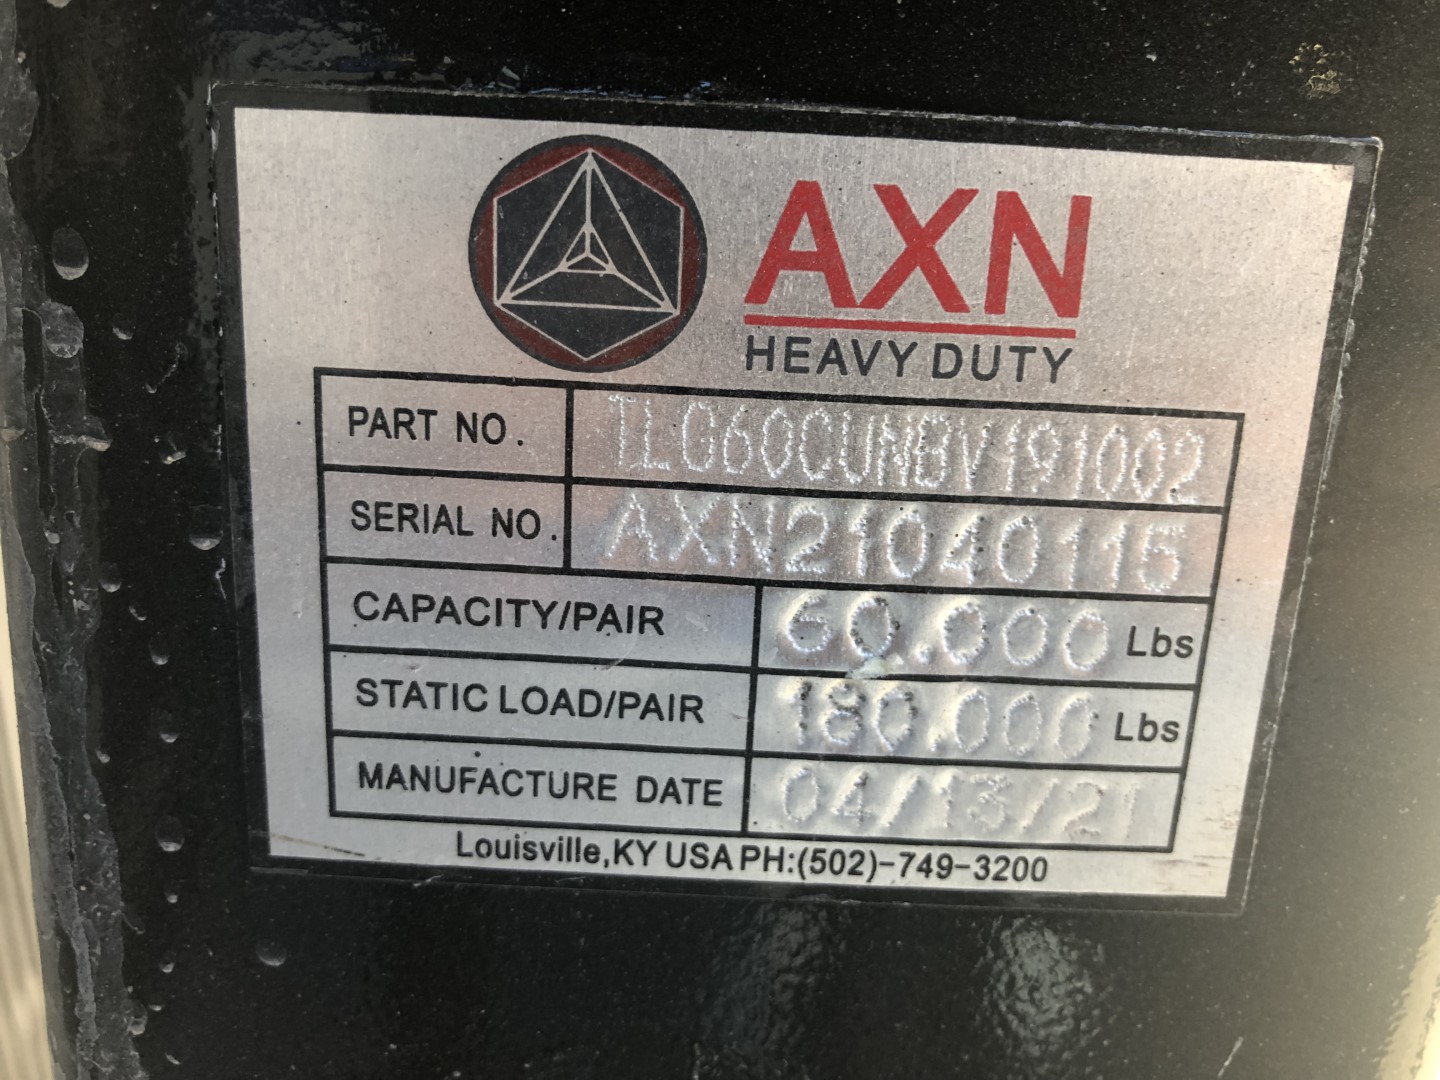 AXN
HEAVY DUTY
PART NO. TLG60CUNBV191002
SERIAL NO. AXN21040115
CAPACITY/PAIR 60.000 Lbs
STATIC LOAD/PAIR 180.000 Lbs
MANUFACTURE DATE 04/13/21
Louisville,KY USA PH:(502)-749-3200